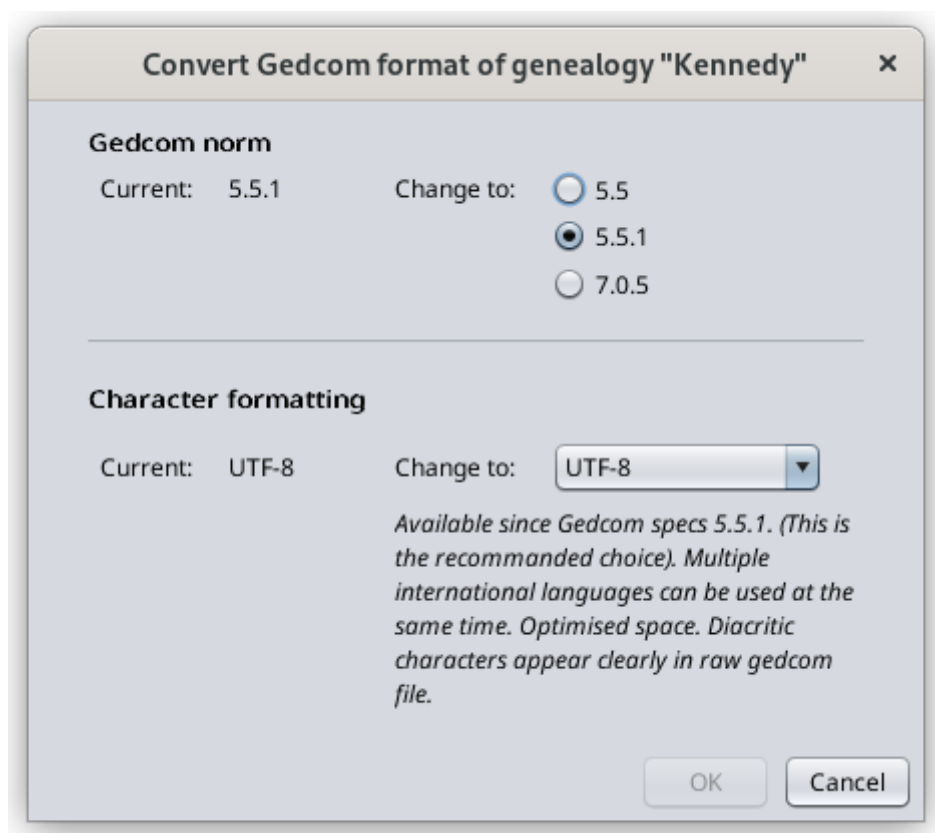 Convert Gedcom format of genealogy "Kennedy"
Gedcom norm
Current: 5.5.1 Change to: 5.5
5.5.1
7.0.5
Character formatting
Current: UTF-8 Change to: UTF-8
Available since Gedcom specs 5.5.1. (This is
the recommanded choice). Multiple
international languages can be used at the
same time. Optimised space. Diacritic
characters appear clearly in raw gedcom
file.
OK Cancel